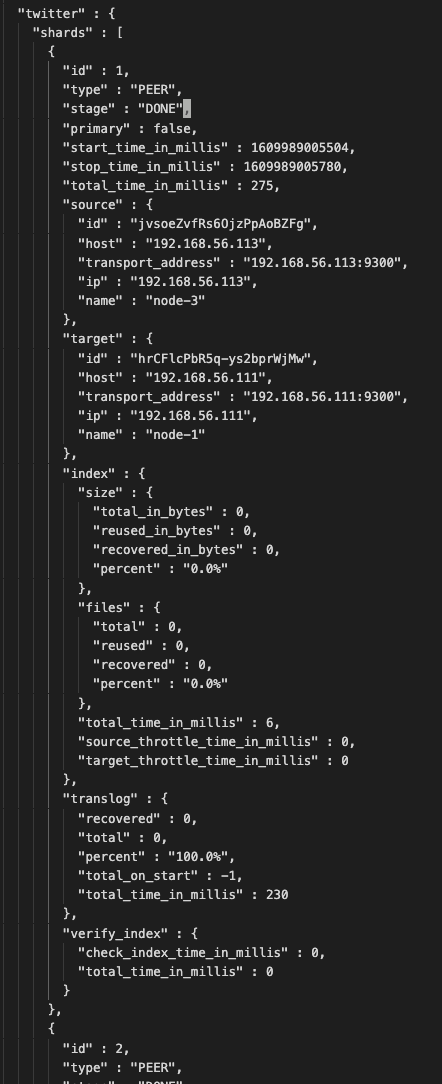 "twitter" : {
"shards" : [
{
"id" : 1,
"type" : "PEER",
"stage" : "DONE",
"primary" : false,
"start_time_in_millis" : 1609989005504,
"stop_time_in_millis" : 1609989005780,
"total_time_in_millis" : 275,
"source" : {
"id" : "jvsoeZvfRs6OjzPpAoBZFg",
"host" : "192.168.56.113",
"transport_address" : "192.168.56.113:9300",
"ip" : "192.168.56.113",
"name" : "node-3"
},
"target" : {
"id" : "hrCFlcPbR5q-ys2bprWjMw",
"host" : "192.168.56.111",
"transport_address" : "192.168.56.111:9300",
"ip" : "192.168.56.111",
"name" : "node-1"
},
"index" : {
"size" : {
"total_in_bytes" : 0,
"reused_in_bytes" : 0,
"recovered_in_bytes" : 0,
"percent" : "0.0%"
},
"files" : {
"total" : 0,
"reused" : 0,
"recovered" : 0,
"percent" : "0.0%"
},
"total_time_in_millis" : 6,
"source_throttle_time_in_millis" : 0,
"target_throttle_time_in_millis" : 0
},
"translog" : {
"recovered" : 0,
"total" : 0,
"percent" : "100.0%",
"total_on_start" : -1,
"total_time_in_millis" : 230
},
"verify_index" : {
"check_index_time_in_millis" : 0,
"total_time_in_millis" : 0
}
},
{
"id" : 2,
"type" : "PEER",
"stage" : "DONE",